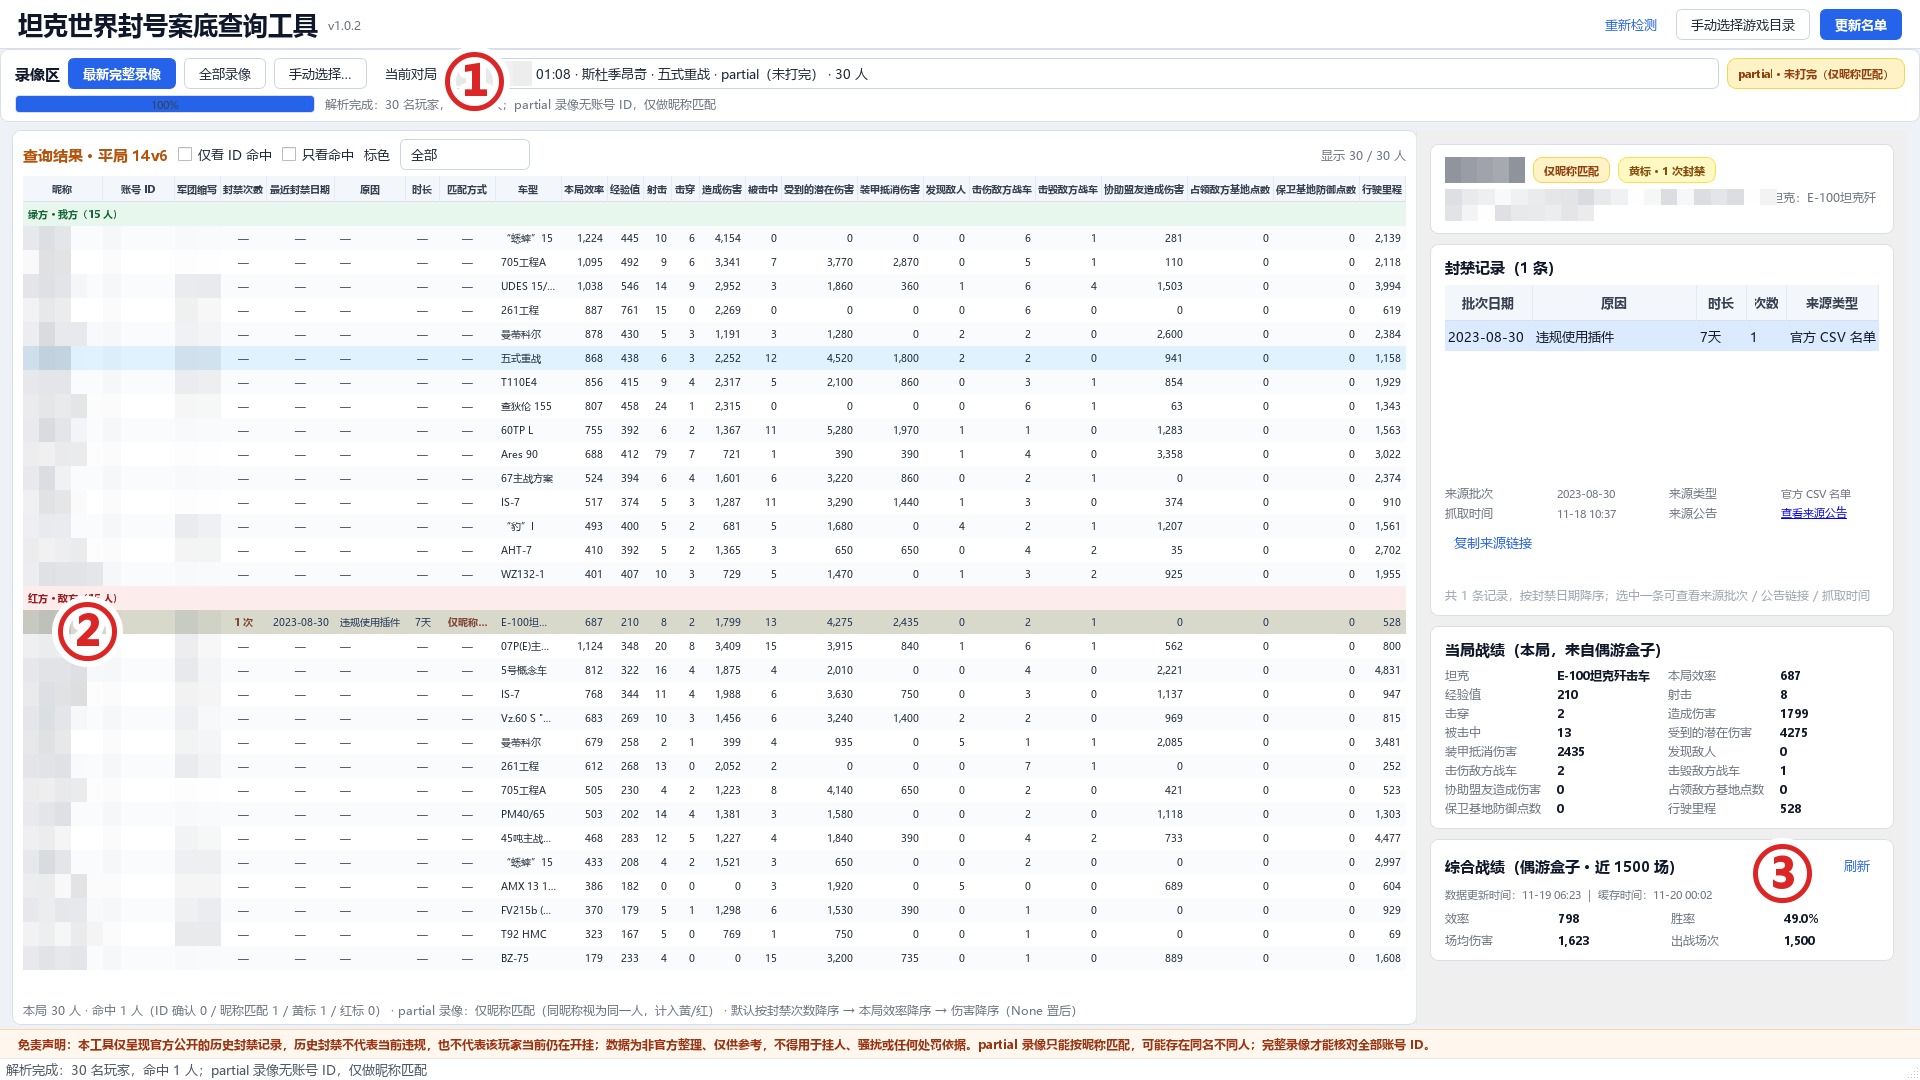 坦克世界封号案底查询工具 v1.0.2 重新检测 手动选择游戏目录 更新名单
录像区 最新完整录像 全部录像 手动选择... 当前对局 01:08 · 斯杜季昂奇 · 五式重战 · partial（未打完） · 30 人 partial · 未打完（仅昵称匹配）
100% 解析完成：30 名玩家， ；partial 录像无账号 ID，仅做昵称匹配
①
查询结果 · 平局 14v6 仅看 ID 命中 只看命中 标色 全部 显示 30 / 30 人
昵称 账号 ID 军团缩写 封禁次数 最近封禁日期 原因 时长 匹配方式 车型 本局效率 经验值 射击 击穿 造成伤害 被击中 受到的潜在伤害 装甲抵消伤害 发现敌人 击伤敌方战车 击毁敌方战车 协助盟友造成伤害 占领敌方基地点数 保卫基地防御点数 行驶里程
绿方 · 我方（15 人）
— — — — — “蟋蟀” 15 1,224 445 10 6 4,154 0 0 0 0 6 1 281 0 0 2,139
— — — — — 705工程A 1,095 492 9 6 3,341 7 3,770 2,870 0 5 1 110 0 0 2,118
— — — — — UDES 15/... 1,038 546 14 9 2,952 3 1,860 360 1 6 4 1,503 0 0 3,994
— — — — — 261工程 887 761 15 0 2,269 0 0 0 0 6 0 0 0 0 619
— — — — — 曼蒂科尔 878 430 5 3 1,191 3 1,280 0 2 2 0 2,600 0 0 2,384
— — — — — 五式重战 868 438 6 3 2,252 12 4,520 1,800 2 2 0 941 0 0 1,158
— — — — — T110E4 856 415 9 4 2,317 5 2,100 860 0 3 1 854 0 0 1,929
— — — — — 查狄伦 155 807 458 24 1 2,315 0 0 0 0 6 1 63 0 0 1,343
— — — — — 60TP L 755 392 6 2 1,367 11 5,280 1,970 1 1 0 1,283 0 0 1,563
— — — — — Ares 90 688 412 79 7 721 1 390 390 1 4 0 3,358 0 0 3,022
— — — — — 67主战方案 524 394 6 4 1,601 6 3,220 860 0 2 1 0 0 0 2,374
— — — — — IS-7 517 374 5 3 1,287 11 3,290 1,440 1 3 0 374 0 0 910
— — — — — “豹” I 493 400 5 2 681 5 1,680 0 4 2 1 1,207 0 0 1,561
— — — — — AHT-7 410 392 5 2 1,365 3 650 650 0 4 2 35 0 0 2,702
— — — — — WZ132-1 401 407 10 3 729 5 1,470 0 1 3 2 925 0 0 1,955
红方 · 敌方（15 人）
②
1 次 2023-08-30 违规使用插件 7天 仅昵称... E-100坦... 687 210 8 2 1,799 13 4,275 2,435 0 2 1 0 0 0 528
— — — — — 07P(E)主... 1,124 348 20 8 3,409 15 3,915 840 1 6 1 562 0 0 800
— — — — — 5号概念车 812 322 16 4 1,875 4 2,010 0 0 4 0 2,221 0 0 4,831
— — — — — IS-7 768 344 11 4 1,988 6 3,630 750 0 3 0 1,137 0 0 947
— — — — — Vz.60 S "... 683 269 10 3 1,456 6 3,240 1,400 2 2 0 969 0 0 815
— — — — — 曼蒂科尔 679 258 2 1 399 4 935 0 5 1 1 2,085 0 0 3,481
— — — — — 261工程 612 268 13 0 2,052 2 0 0 0 7 1 0 0 0 252
— — — — — 705工程A 505 230 4 2 1,223 8 4,140 650 0 2 0 421 0 0 523
— — — — — PM40/65 503 202 14 4 1,381 3 1,580 0 0 2 0 1,118 0 0 1,303
— — — — — 45吨主战... 468 283 12 5 1,227 4 1,840 390 0 4 2 733 0 0 4,477
— — — — — “蟋蟀” 15 433 208 4 2 1,521 3 650 0 0 2 0 0 0 0 2,997
— — — — — AMX 13 1... 386 182 0 0 0 3 1,920 0 5 0 0 689 0 0 604
— — — — — FV215b (... 370 179 5 1 1,298 6 1,530 390 0 1 0 0 0 0 929
— — — — — T92 HMC 323 167 5 0 769 1 750 0 0 1 0 0 0 0 69
— — — — — BZ-75 179 233 4 0 0 15 3,200 735 0 1 0 889 0 0 1,608
本局 30 人 · 命中 1 人（ID 确认 0 / 昵称匹配 1 / 黄标 1 / 红标 0） · partial 录像：仅昵称匹配（同昵称视为同一人，计入黄/红） · 默认按封禁次数降序 → 本局效率降序 → 伤害降序（None 置后）
仅昵称匹配 黄标 · 1 次封禁
坦克：E-100坦克歼
封禁记录（1 条）
批次日期 原因 时长 次数 来源类型
2023-08-30 违规使用插件 7天 1 官方 CSV 名单
来源批次 2023-08-30 来源类型 官方 CSV 名单
抓取时间 11-18 10:37 来源公告 查看来源公告
复制来源链接
共 1 条记录，按封禁日期降序；选中一条可查看来源批次 / 公告链接 / 抓取时间
当局战绩（本局，来自偶游盒子）
坦克 E-100坦克歼击车 本局效率 687
经验值 210 射击 8
击穿 2 造成伤害 1799
被击中 13 受到的潜在伤害 4275
装甲抵消伤害 2435 发现敌人 0
击伤敌方战车 2 击毁敌方战车 1
协助盟友造成伤害 0 占领敌方基地点数 0
保卫基地防御点数 0 行驶里程 528
综合战绩（偶游盒子 · 近 1500 场） ③ 刷新
数据更新时间：11-19 06:23 | 缓存时间：11-20 00:02
效率 798 胜率 49.0%
场均伤害 1,623 出战场次 1,500
免责声明：本工具仅呈现官方公开的历史封禁记录，历史封禁不代表当前违规，也不代表该玩家当前仍在开挂；数据为非官方整理、仅供参考，不得用于挂人、骚扰或任何处罚依据。partial 录像只能按昵称匹配，可能存在同名不同人；完整录像才能核对全部账号 ID。
解析完成：30 名玩家，命中 1 人；partial 录像无账号 ID，仅做昵称匹配